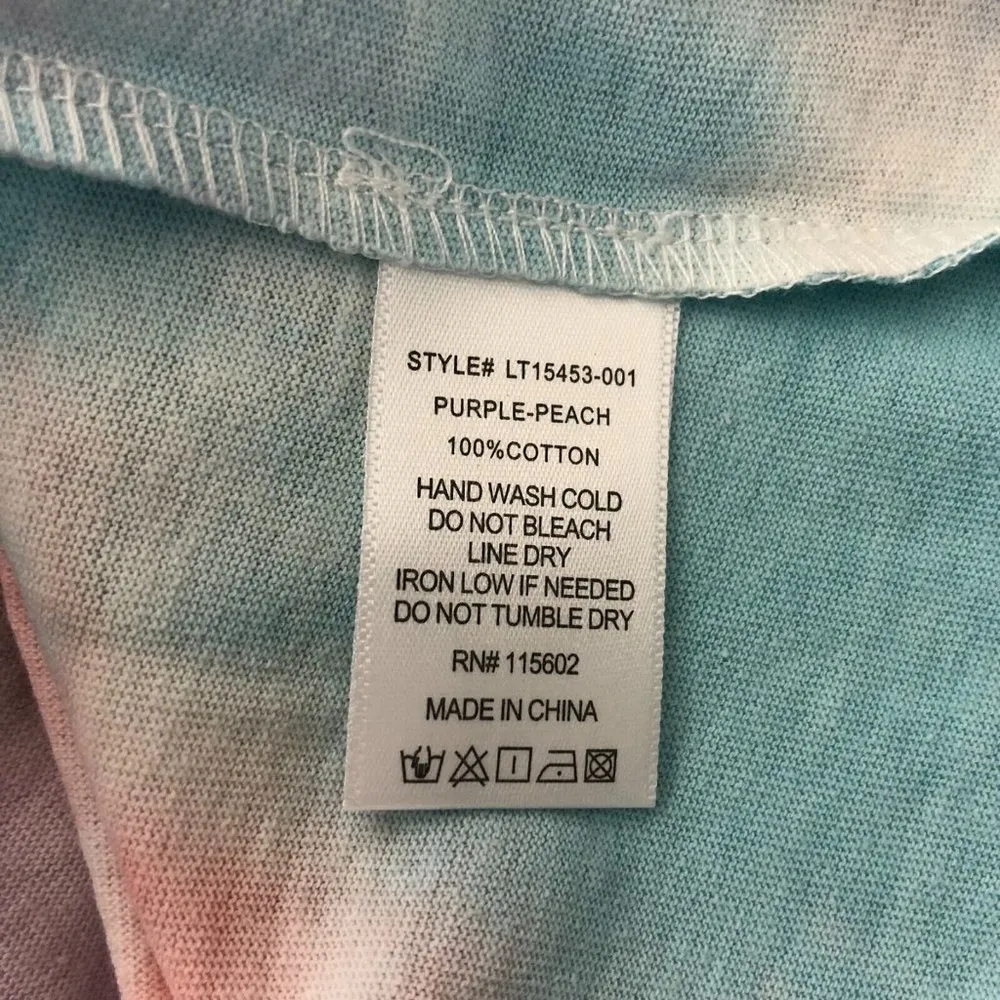 STYLE# LT15453-001
PURPLE-PEACH
100%COTTON
HAND WASH COLD
DO NOT BLEACH
LINE DRY
IRON LOW IF NEEDED
DO NOT TUMBLE DRY
RN# 115602
MADE IN CHINA